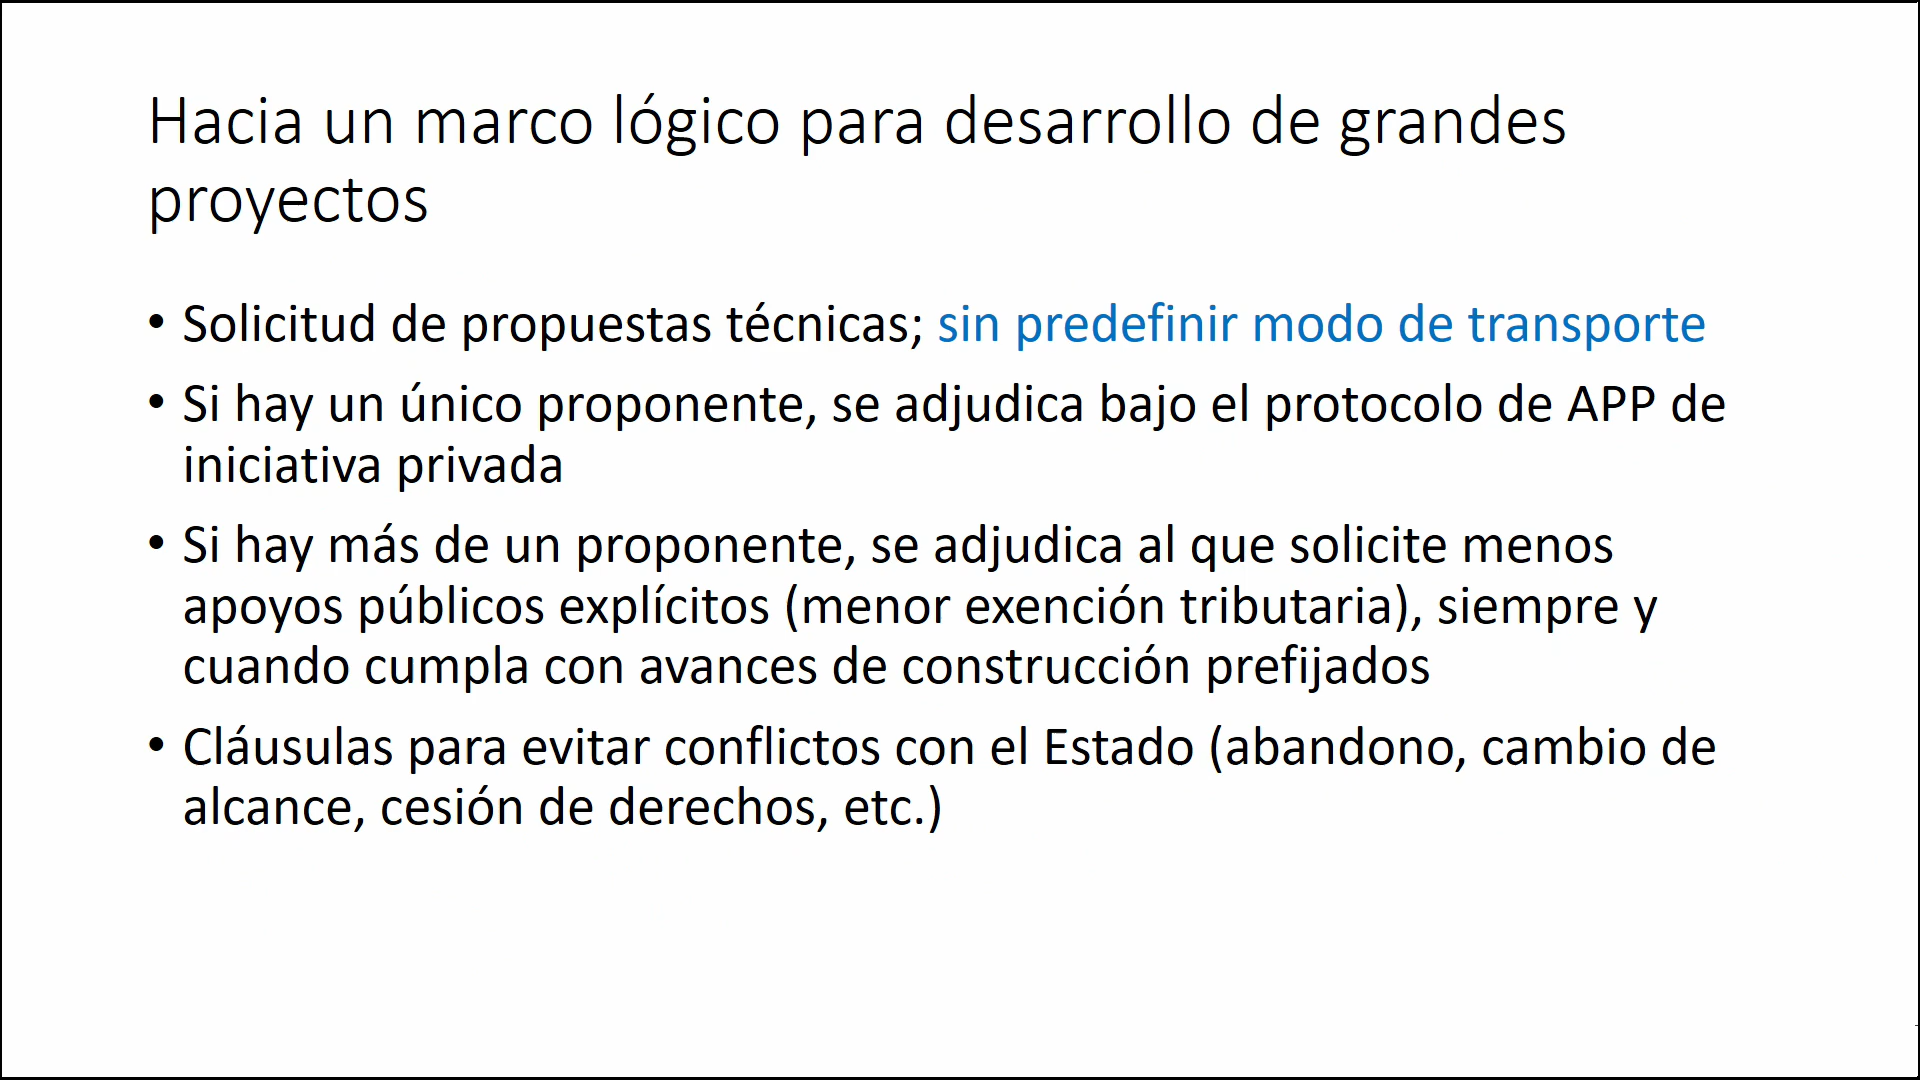 Hacia un marco lógico para desarrollo de grandes
proyectos
• Solicitud de propuestas técnicas; sin predefinir modo de transporte
• Si hay un único proponente, se adjudica bajo el protocolo de APP de
iniciativa privada
• Si hay más de un proponente, se adjudica al que solicite menos
apoyos públicos explícitos (menor exención tributaria), siempre y
cuando cumpla con avances de construcción prefijados
• Cláusulas para evitar conflictos con el Estado (abandono, cambio de
alcance, cesión de derechos, etc.)